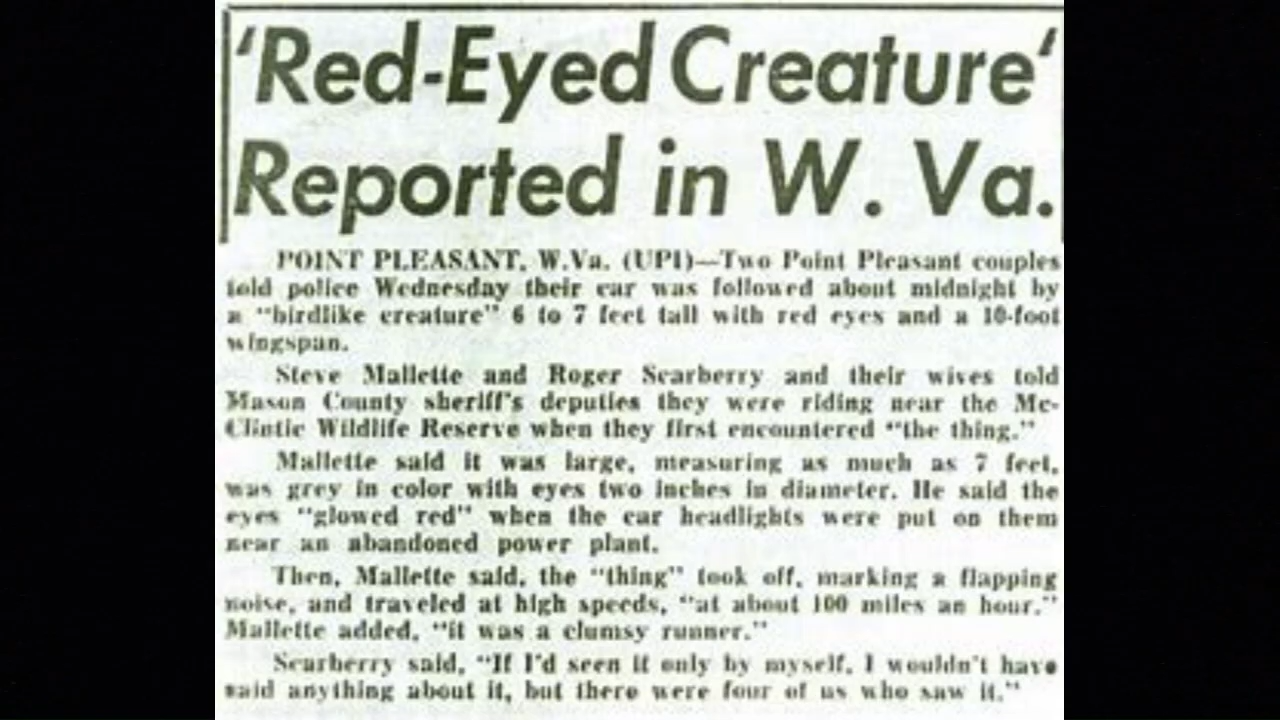 'Red-Eyed Creature'
Reported in W. Va.
POINT PLEASANT, W.Va. (UPI)—Two Point Pleasant couples
told police Wednesday their car was followed about midnight by
a "birdlike creature" 6 to 7 feet tall with red eyes and a 10-foot
wingspan.
Steve Mallette and Roger Scarberry and their wives told
Mason County sheriff's deputies they were riding near the Mc-
Clintic Wildlife Reserve when they first encountered "the thing."
Mallette said it was large, measuring as much as 7 feet,
was grey in color with eyes two inches in diameter. He said the
eyes "glowed red" when the car headlights were put on them
near an abandoned power plant.
Then, Mallette said, the "thing" took off, marking a flapping
noise, and traveled at high speeds, "at about 100 miles an hour."
Mallette added, "it was a clumsy runner."
Scarberry said, "If I'd seen it only by myself, I wouldn't have
said anything about it, but there were four of us who saw it."